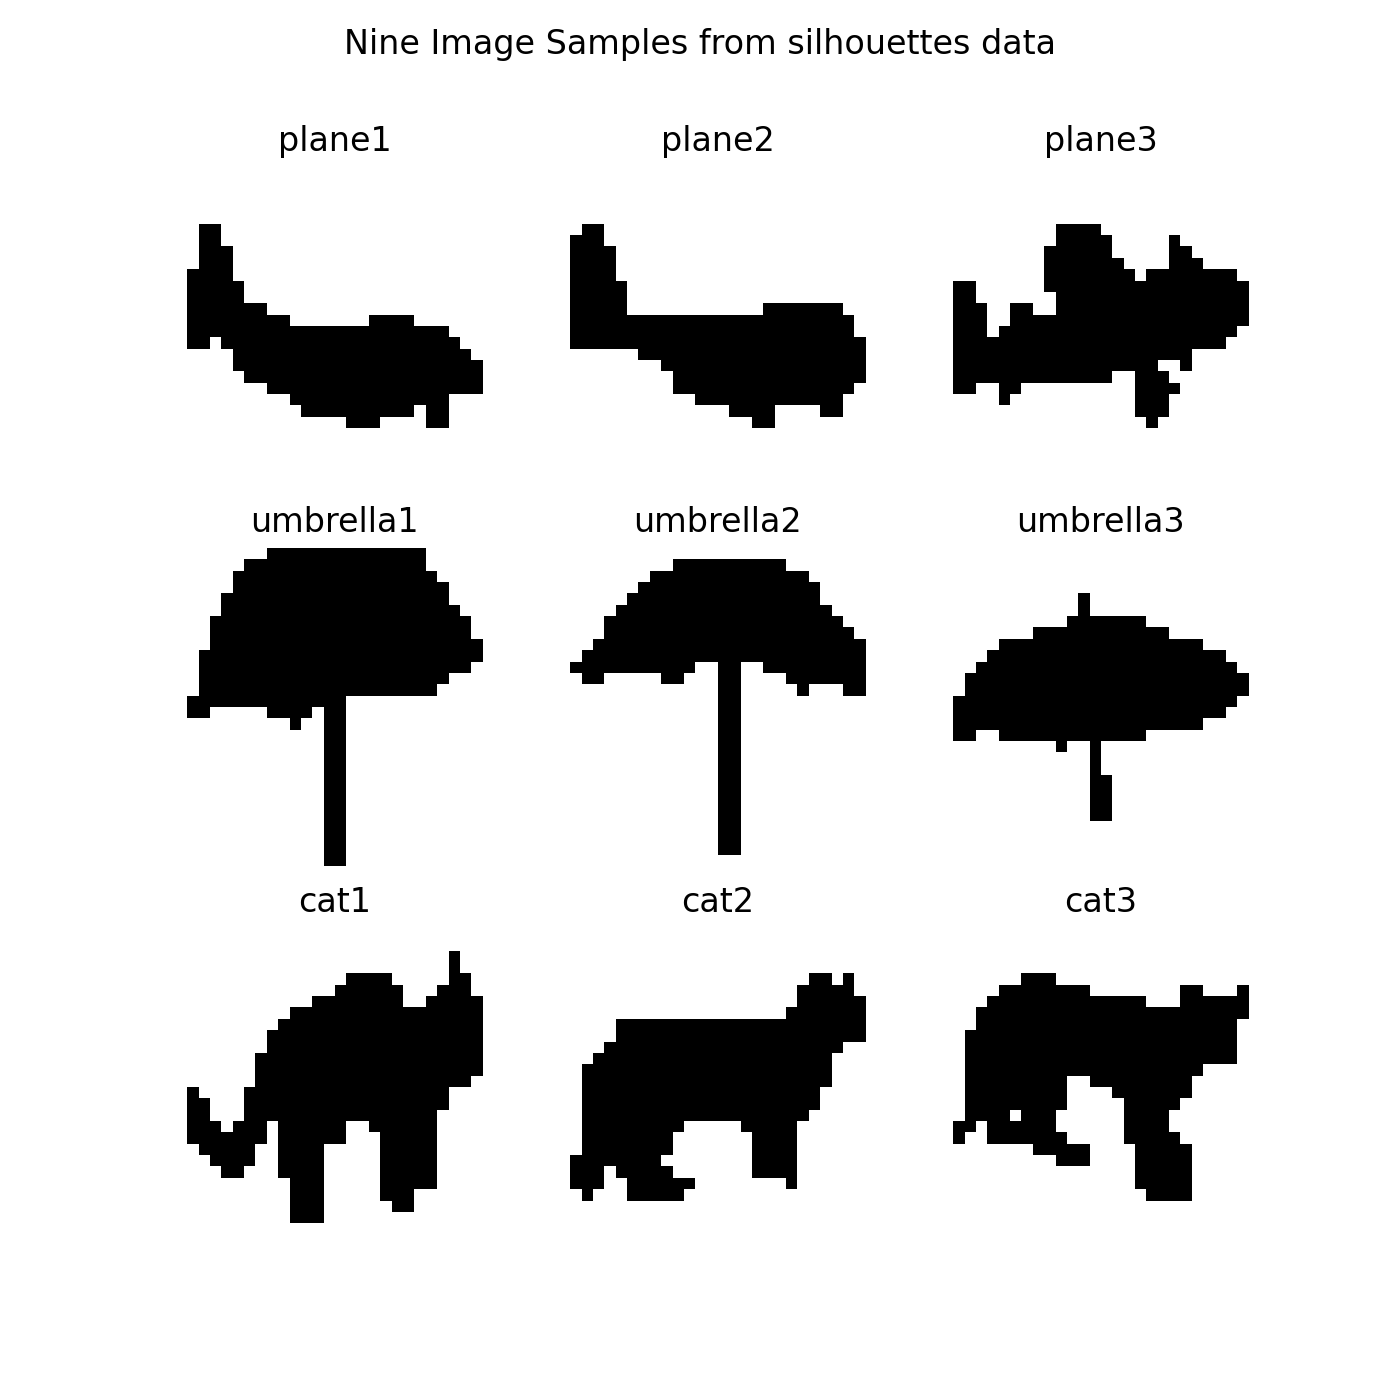 Nine Image Samples from silhouettes data
plane1 plane2 plane3
umbrella1 umbrella2 umbrella3
cat1 cat2 cat3